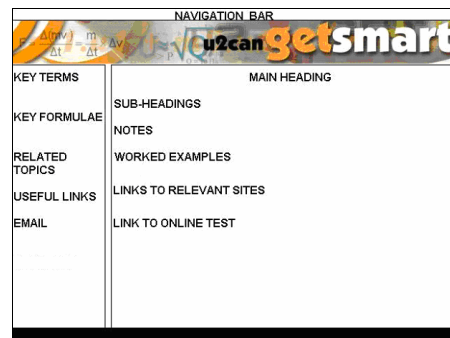 NAVIGATION BAR
u2can getsmart
KEY TERMS
KEY FORMULAE
RELATED
TOPICS
USEFUL LINKS
EMAIL
MAIN HEADING
SUB-HEADINGS
NOTES
WORKED EXAMPLES
LINKS TO RELEVANT SITES
LINK TO ONLINE TEST